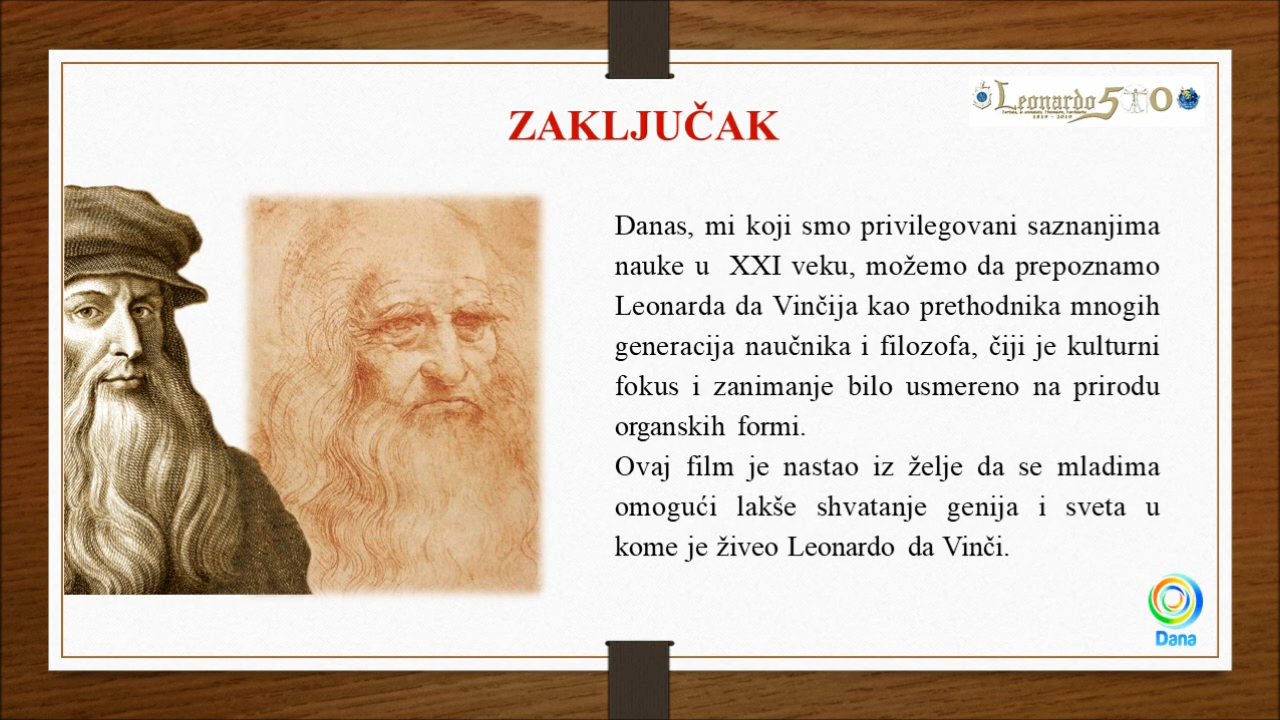 Leonardo 500
1519 - 2019
ZAKLJUČAK
Danas, mi koji smo privilegovani saznanjima
nauke u XXI veku, možemo da prepoznamo
Leonarda da Vinčija kao prethodnika mnogih
generacija naučnika i filozofa, čiji je kulturni
fokus i zanimanje bilo usmereno na prirodu
organskih formi.
Ovaj film je nastao iz želje da se mladima
omogući lakše shvatanje genija i sveta u
kome je živeo Leonardo da Vinči.
Dana